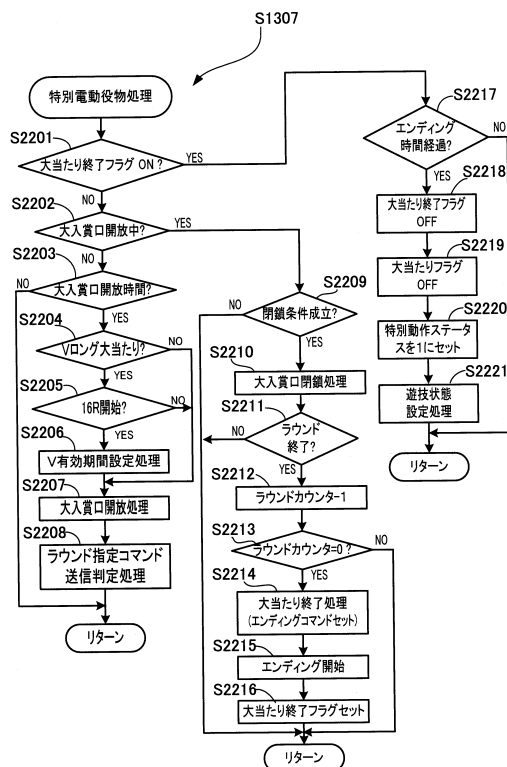 S1307
特別電動役物処理
S2201
大当たり終了フラグ ON ?
YES
NO
S2202
大入賞口開放中?
YES
NO
S2203
大入賞口開放時間?
NO
YES
S2204
Vロング大当たり?
NO
YES
S2205
16R開始?
NO
YES
S2206
V有効期間設定処理
S2207
大入賞口開放処理
S2208
ラウンド指定コマンド
送信判定処理
リターン
S2209
閉鎖条件成立?
NO
YES
S2210
大入賞口閉鎖処理
S2211
ラウンド
終了?
NO
YES
S2212
ラウンドカウンタ-1
S2213
ラウンドカウンタ=0 ?
NO
YES
S2214
大当たり終了処理
(エンディングコマンドセット)
S2215
エンディング開始
S2216
大当たり終了フラグセット
リターン
S2217
エンディング
時間経過?
NO
YES
S2218
大当たり終了フラグ
OFF
S2219
大当たりフラグ
OFF
S2220
特別動作ステータ
スを1にセット
S2221
遊技状態
設定処理
リターン